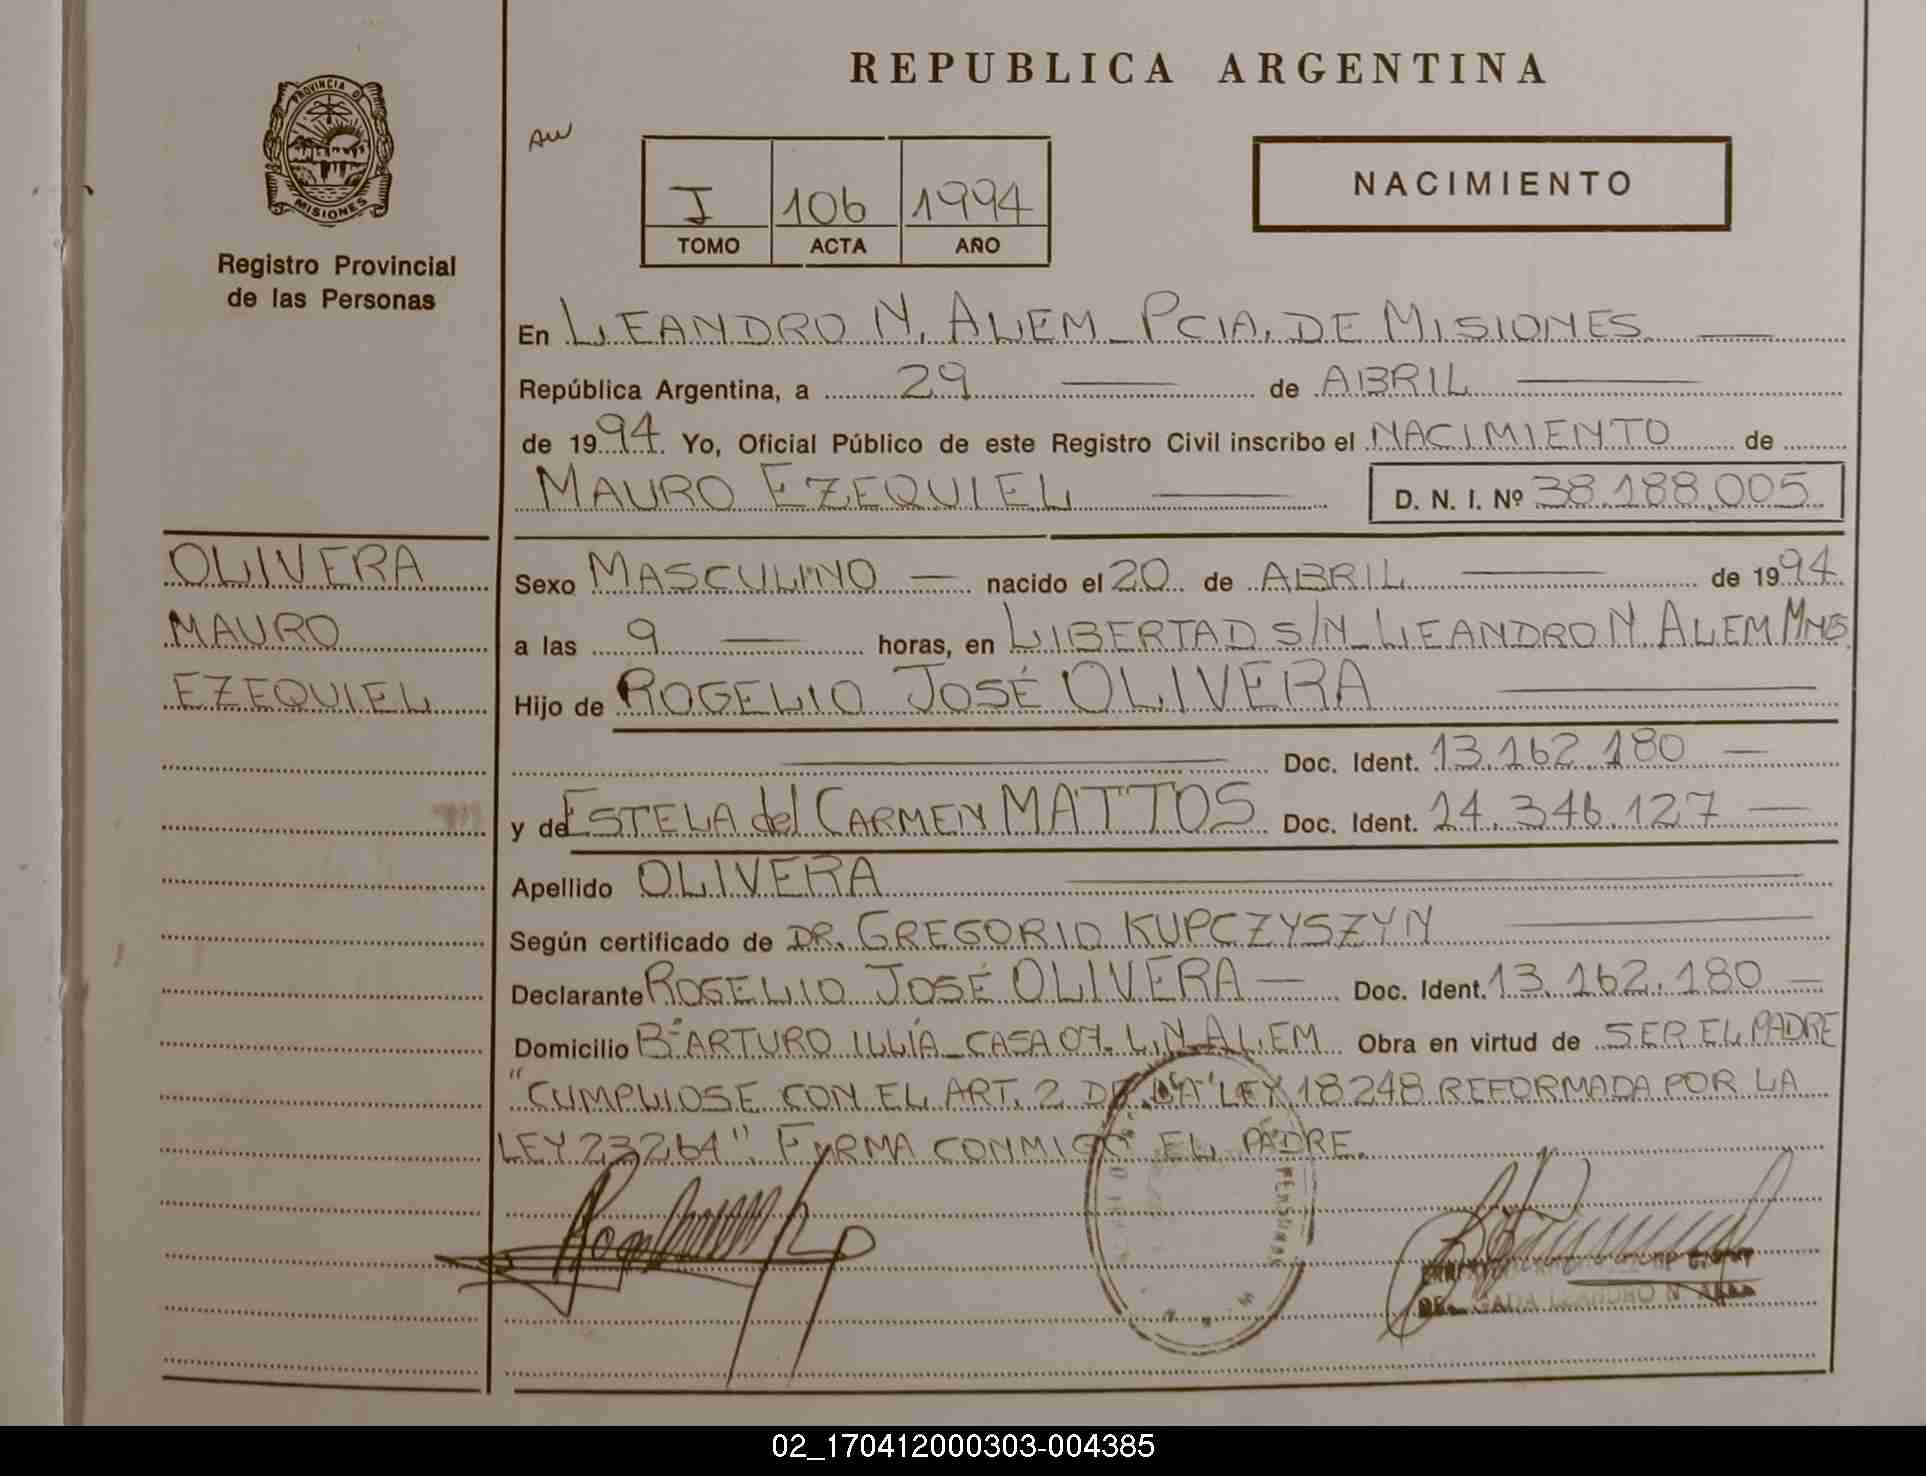 REPUBLICA ARGENTINA
PROVINCIA DE
MISIONES
Registro Provincial
de las Personas
I 106 1994
TOMO ACTA AÑO
NACIMIENTO
En LEANDRO N. ALEM_PCIA. DE MISIONES
República Argentina, a 29 de ABRIL
de 1994. Yo, Oficial Público de este Registro Civil inscribo el NACIMIENTO de
MAURO EZEQUIEL D. N. I. Nº 38.188.005
OLIVERA
MAURO
EZEQUIEL
Sexo MASCULINO nacido el 20 de ABRIL de 1994
a las 9 horas, en LIBERTAD S/N_LEANDRO N. ALEM Mnes
Hijo de ROGELIO JOSÉ OLIVERA
Doc. Ident. 13.162.180
y de ESTELA del CARMEN MATTOS Doc. Ident. 14.346.127
Apellido OLIVERA
Según certificado de DR. GREGORIO KUPCZYSZYN
Declarante ROGELIO JOSÉ OLIVERA Doc. Ident. 13.162.180
Domicilio Bº ARTURO ILLÍA_CASA 07. L.N.ALEM Obra en virtud de SER EL PADRE
"CUMPLIOSE CON EL ART. 2 DE LA LEY 18248 REFORMADA POR LA
LEY 23264". FIRMA CONMIGO EL PADRE.
LEANDRO N
02_170412000303-004385